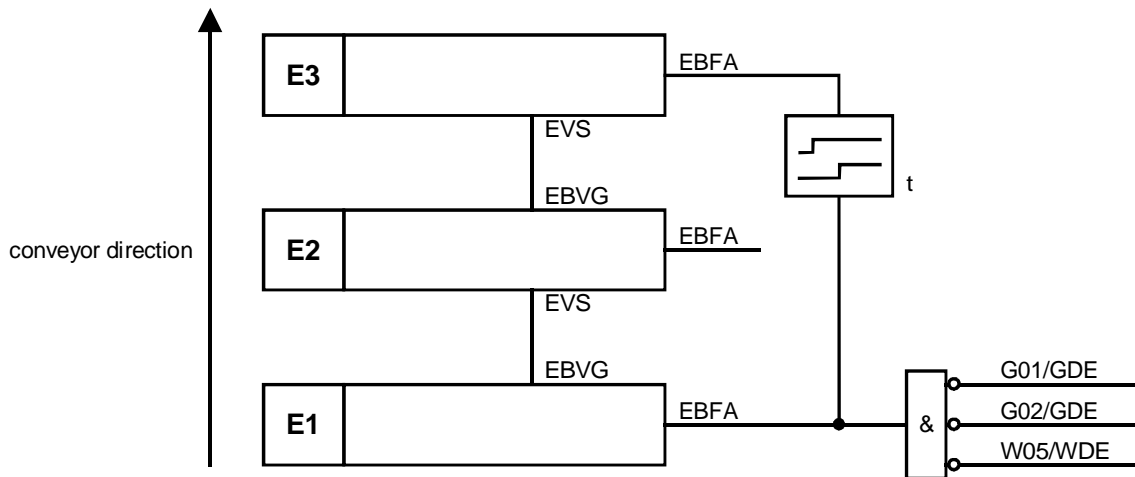 E3
EBFA
EVS
t
EBVG
conveyor direction
E2
EBFA
EVS
EBVG
G01/GDE
E1
EBFA
&
G02/GDE
W05/WDE